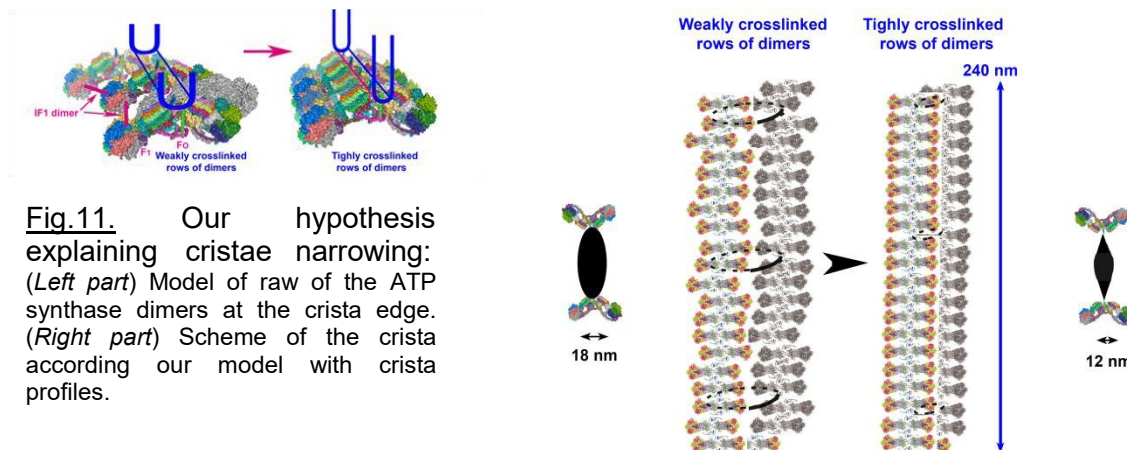 IF1 dimer
F1
Fo
Weakly crosslinked
rows of dimers
Tighly crosslinked
rows of dimers
Fig.11. Our hypothesis
explaining cristae narrowing:
(Left part) Model of raw of the ATP
synthase dimers at the crista edge.
(Right part) Scheme of the crista
according our model with crista
profiles.
Weakly crosslinked
rows of dimers
Tighly crosslinked
rows of dimers
240 nm
18 nm
12 nm